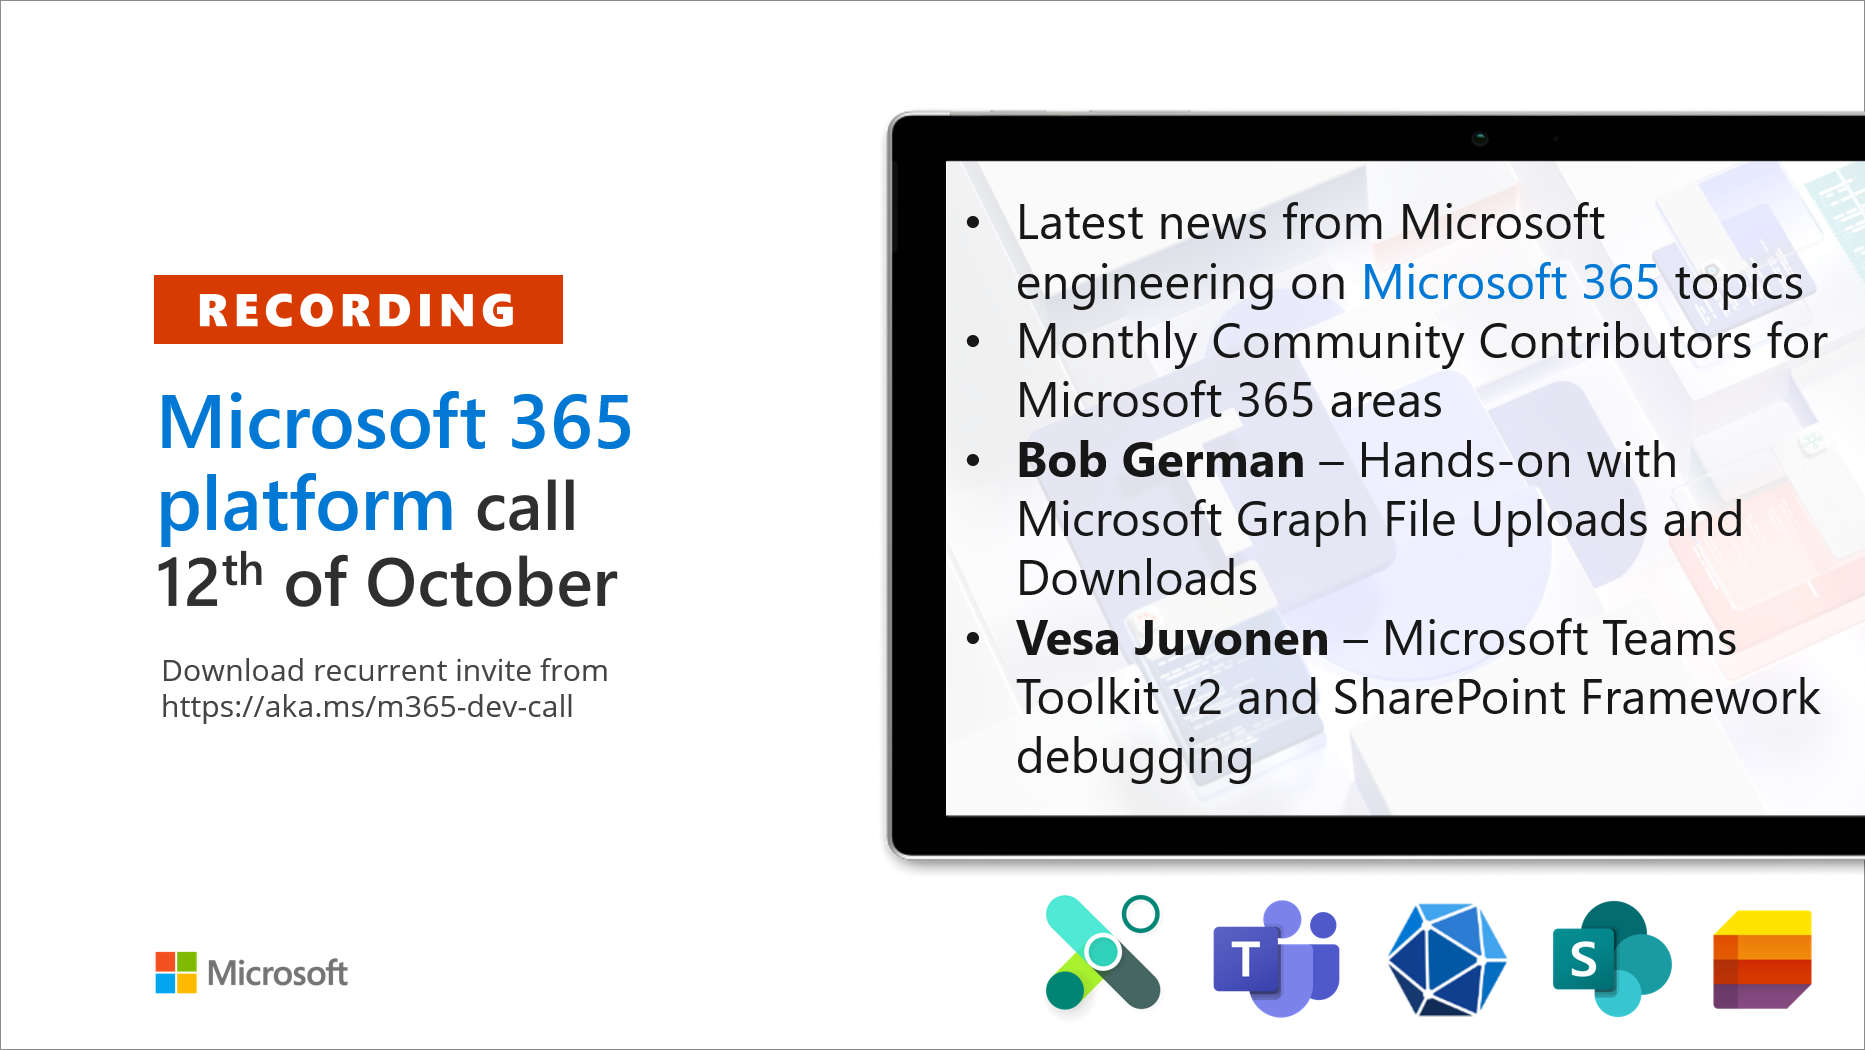 RECORDING
Microsoft 365
platform call
12th of October
Download recurrent invite from
https://aka.ms/m365-dev-call
Microsoft
• Latest news from Microsoft
engineering on Microsoft 365 topics
• Monthly Community Contributors for
Microsoft 365 areas
• Bob German – Hands-on with
Microsoft Graph File Uploads and
Downloads
• Vesa Juvonen – Microsoft Teams
Toolkit v2 and SharePoint Framework
debugging
T
S